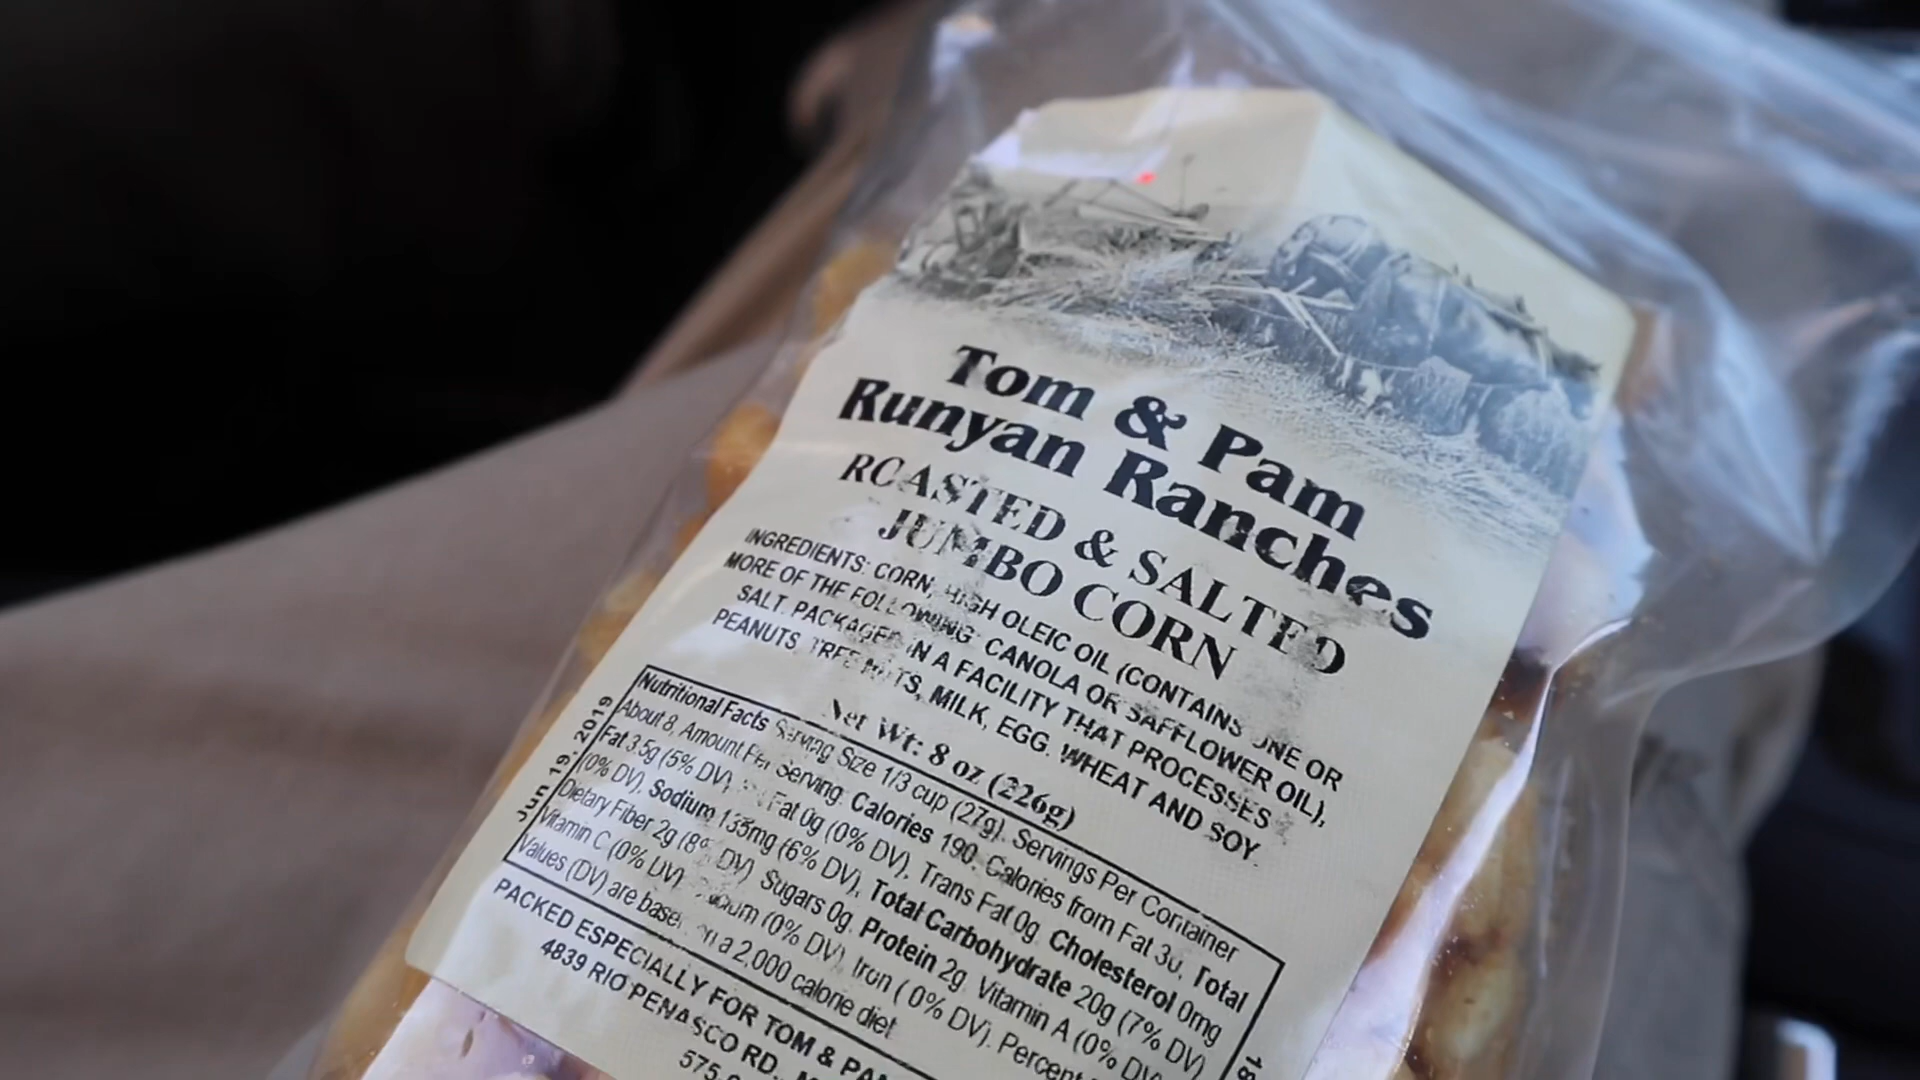 Tom & Pam
Runyan Ranches
ROASTED & SALTED
JUMBO CORN
INGREDIENTS: CORN, HIGH OLEIC OIL (CONTAINS ONE OR
MORE OF THE FOLLOWING: CANOLA OR SAFFLOWER OIL),
SALT. PACKAGED IN A FACILITY THAT PROCESSES
PEANUTS, TREE NUTS, MILK, EGG, WHEAT AND SOY.
Net Wt: 8 oz (226g)
Nutritional Facts Serving Size 1/3 cup (27g), Servings Per Container
About 8, Amount Per Serving: Calories 190, Calories from Fat 30, Total
Fat 3.5g (5% DV), Fat 0g (0% DV), Trans Fat 0g, Cholesterol 0mg
(0% DV), Sodium 135mg (6% DV), Total Carbohydrate 20g (7% DV)
Dietary Fiber 2g (8% DV) Sugars 0g, Protein 2g, Vitamin A (0% DV
Vitamin C (0% DV) (0% DV), Iron (0% DV). Percent
Values (DV) are based on a 2,000 calorie diet
Jun 19, 2019
PACKED ESPECIALLY FOR TOM & PAM
4839 RIO PENASCO RD.,
575.